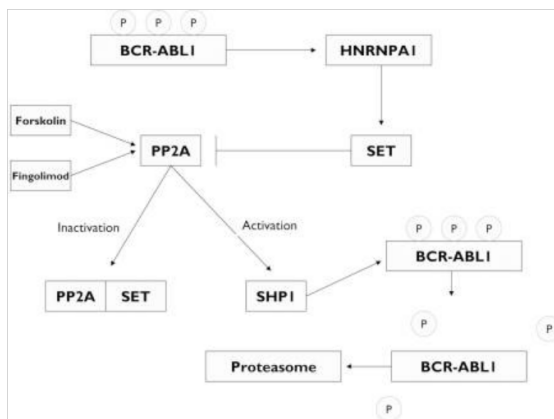 P P P
BCR-ABL1 HNRNPA1
Forskolin
PP2A SET
Fingolimod
Inactivation Activation
P P P
BCR-ABL1
PP2A SET SHP1
P P
Proteasome BCR-ABL1
P